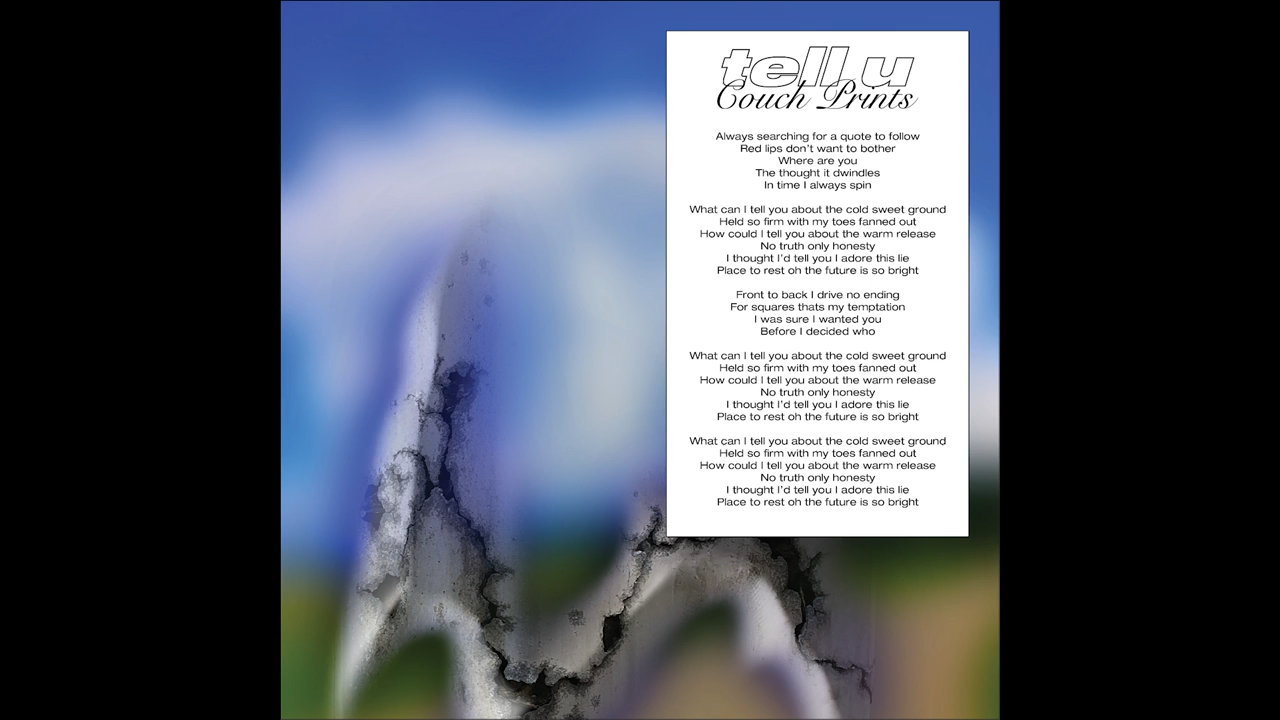 tell u
Couch Prints
Always searching for a quote to follow
Red lips don't want to bother
Where are you
The thought it dwindles
In time I always spin
What can I tell you about the cold sweet ground
Held so firm with my toes fanned out
How could I tell you about the warm release
No truth only honesty
I thought I'd tell you I adore this lie
Place to rest oh the future is so bright
Front to back I drive no ending
For squares thats my temptation
I was sure I wanted you
Before I decided who
What can I tell you about the cold sweet ground
Held so firm with my toes fanned out
How could I tell you about the warm release
No truth only honesty
I thought I'd tell you I adore this lie
Place to rest oh the future is so bright
What can I tell you about the cold sweet ground
Held so firm with my toes fanned out
How could I tell you about the warm release
No truth only honesty
I thought I'd tell you I adore this lie
Place to rest oh the future is so bright